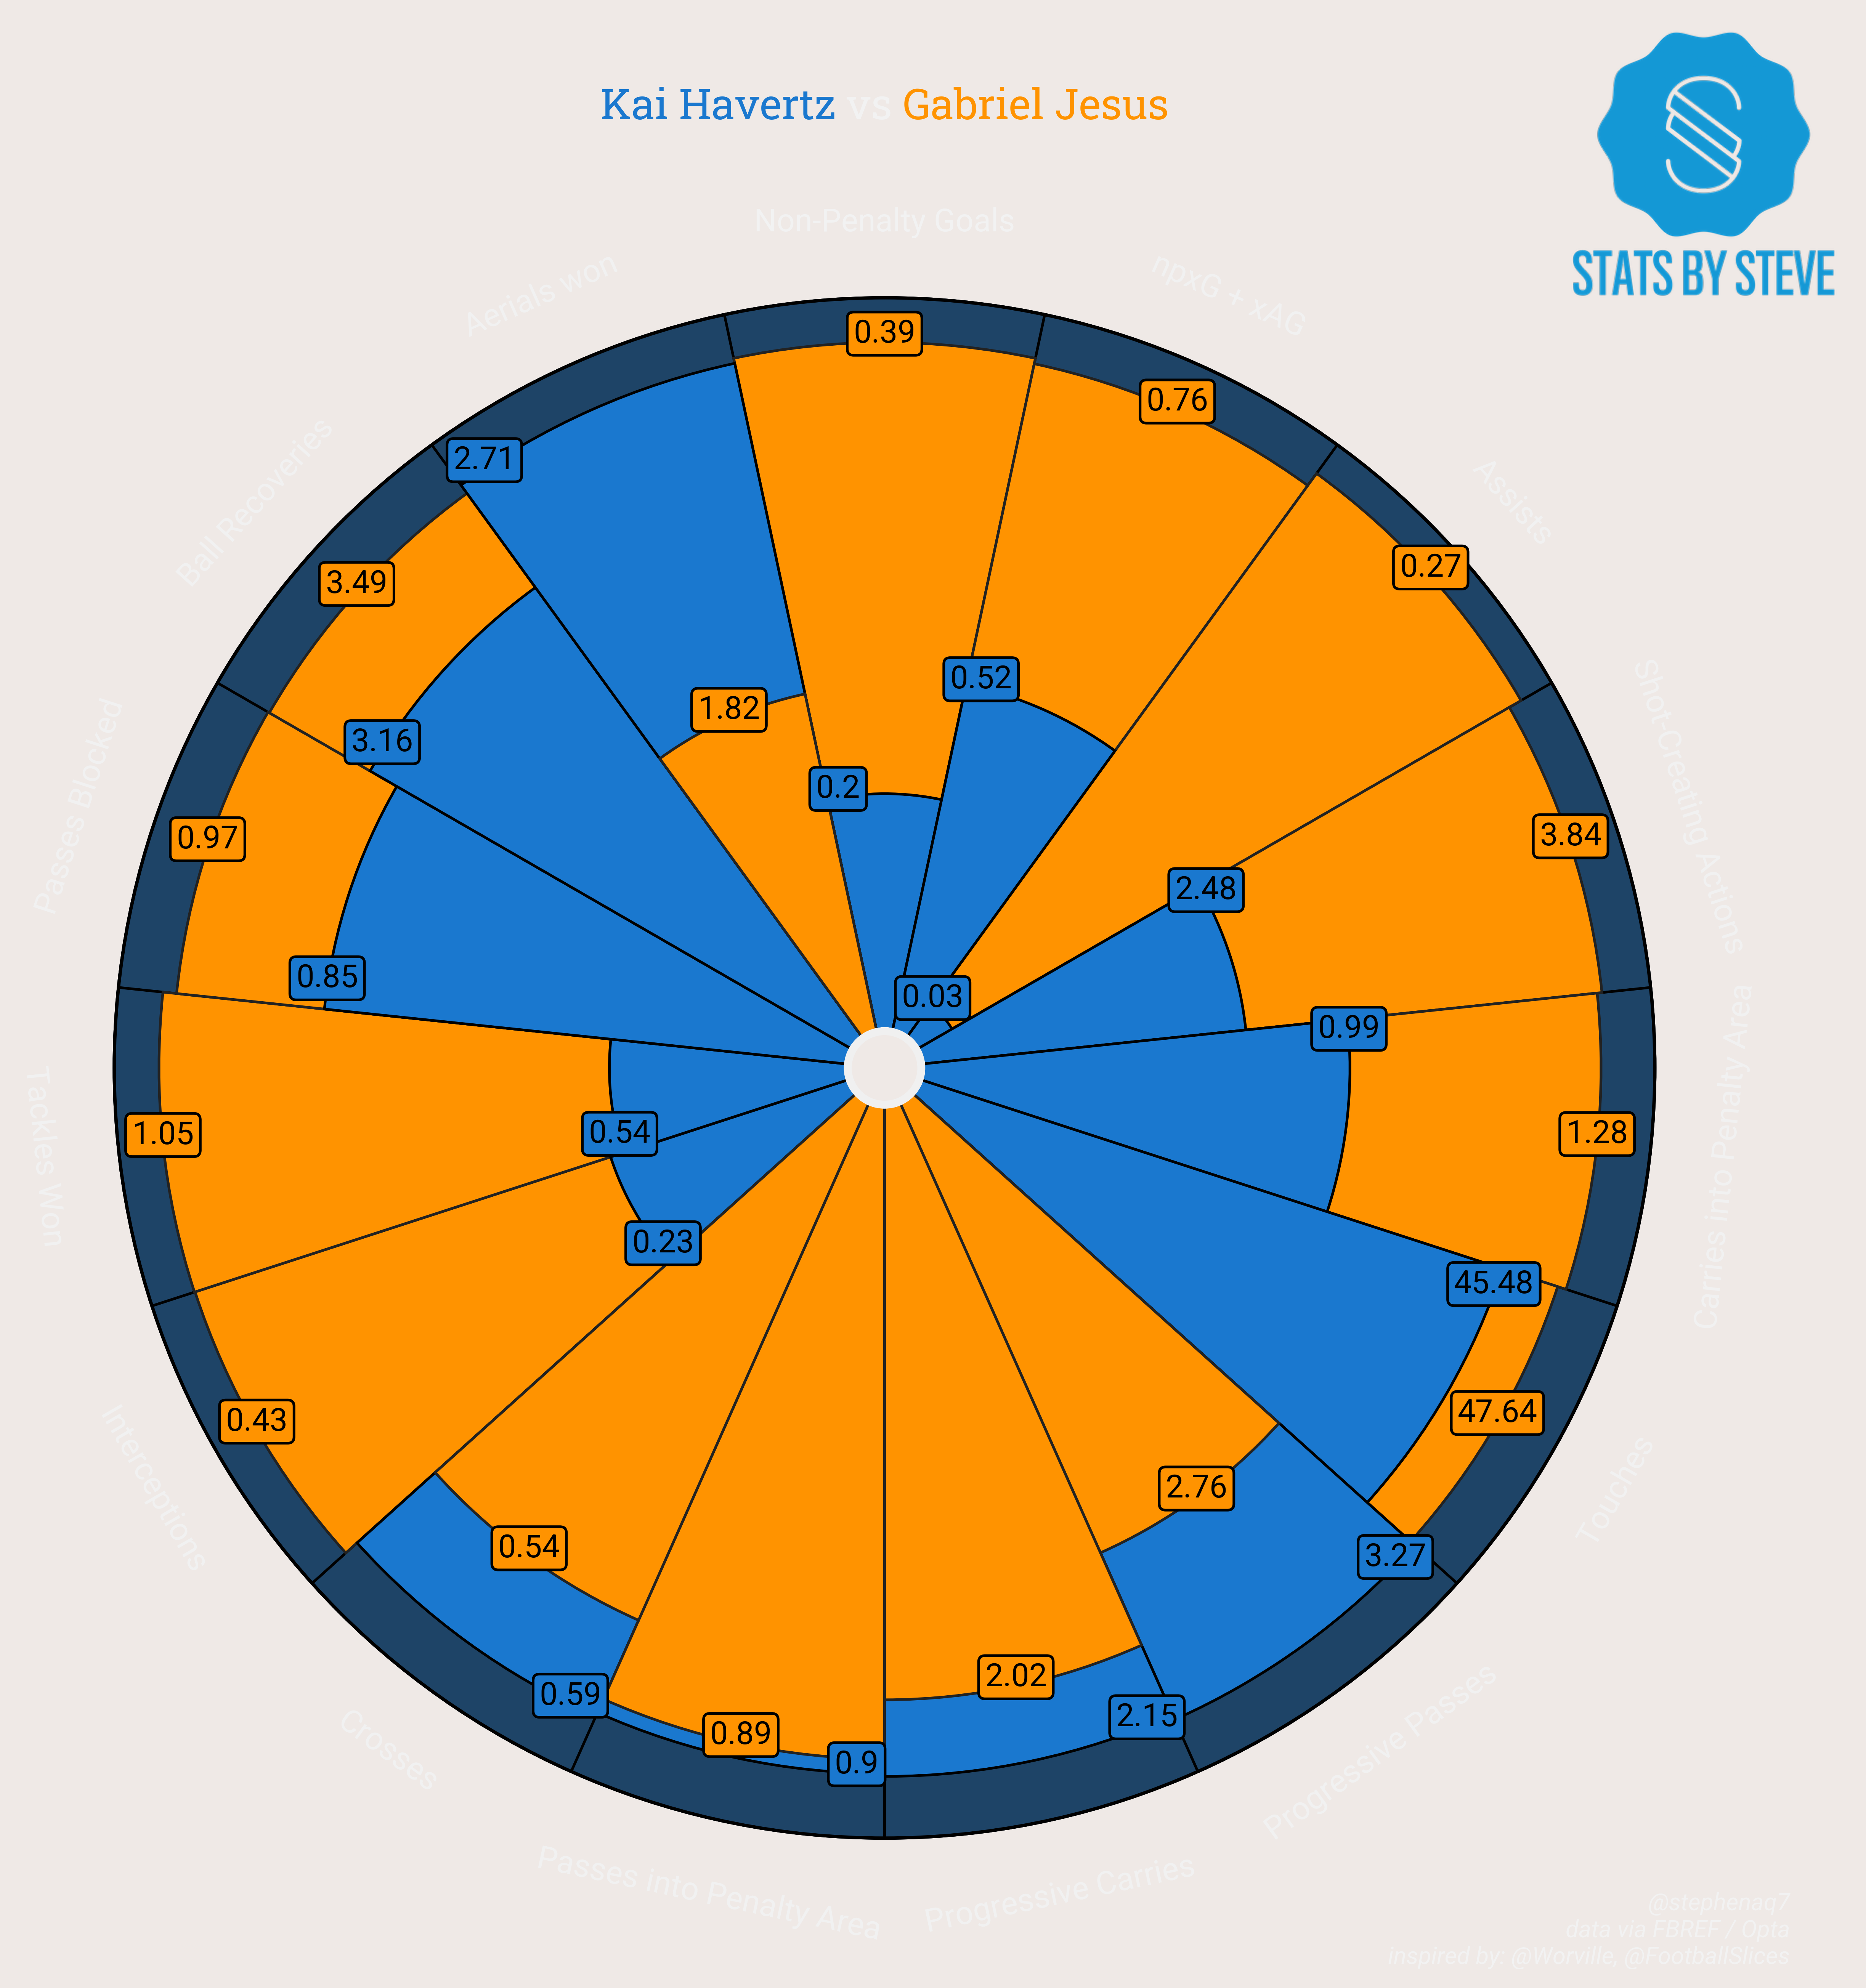 Kai Havertz vs Gabriel Jesus
STATS BY STEVE
Non-Penalty Goals
npxG + xAG
Assists
Shot-Creating Actions
Carries into Penalty Area
Touches
Progressive Passes
Progressive Carries
Passes into Penalty Area
Crosses
Interceptions
Tackles Won
Passes Blocked
Ball Recoveries
Aerials won
0.39
0.76
0.27
3.84
1.28
47.64
2.76
2.02
0.89
0.54
0.43
1.05
0.97
3.49
1.82
0.2
0.52
0.03
2.48
0.99
45.48
3.27
2.15
0.9
0.59
0.23
0.54
0.85
3.16
2.71
@stephenaq7
data via FBREF / Opta
inspired by: @Worville, @FootballSlices